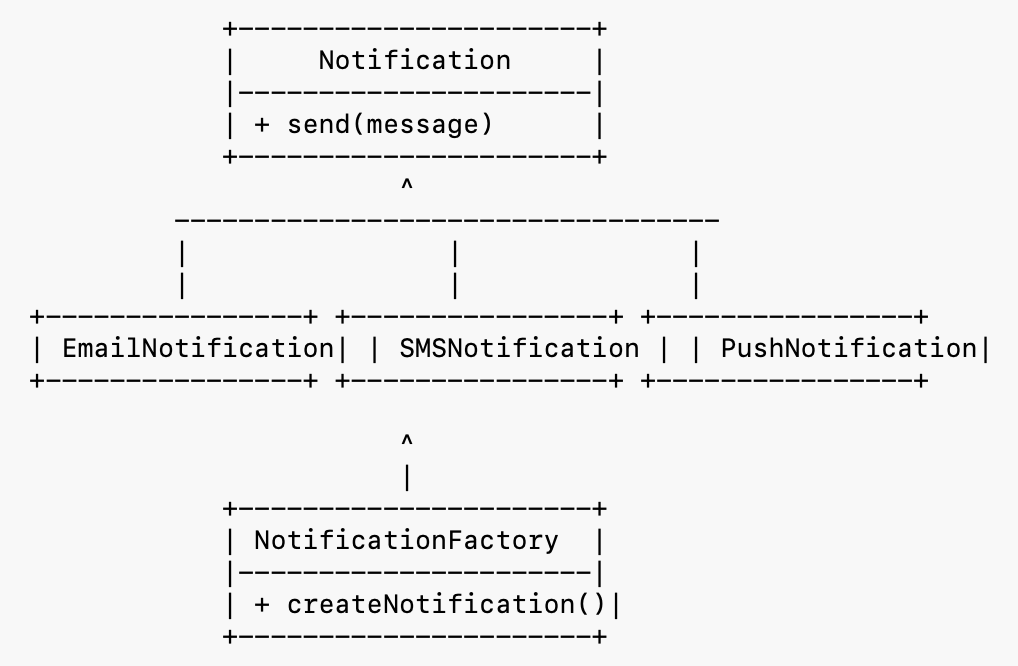 +----------------------+
|     Notification     |
|----------------------|
| + send(message)      |
+----------------------+
^
----------------------------------
| | |
| | |
+----------------+ +----------------+ +----------------+
| EmailNotification| | SMSNotification | | PushNotification|
+----------------+ +----------------+ +----------------+
^
|
+----------------------+
| NotificationFactory  |
|----------------------|
| + createNotification()|
+----------------------+